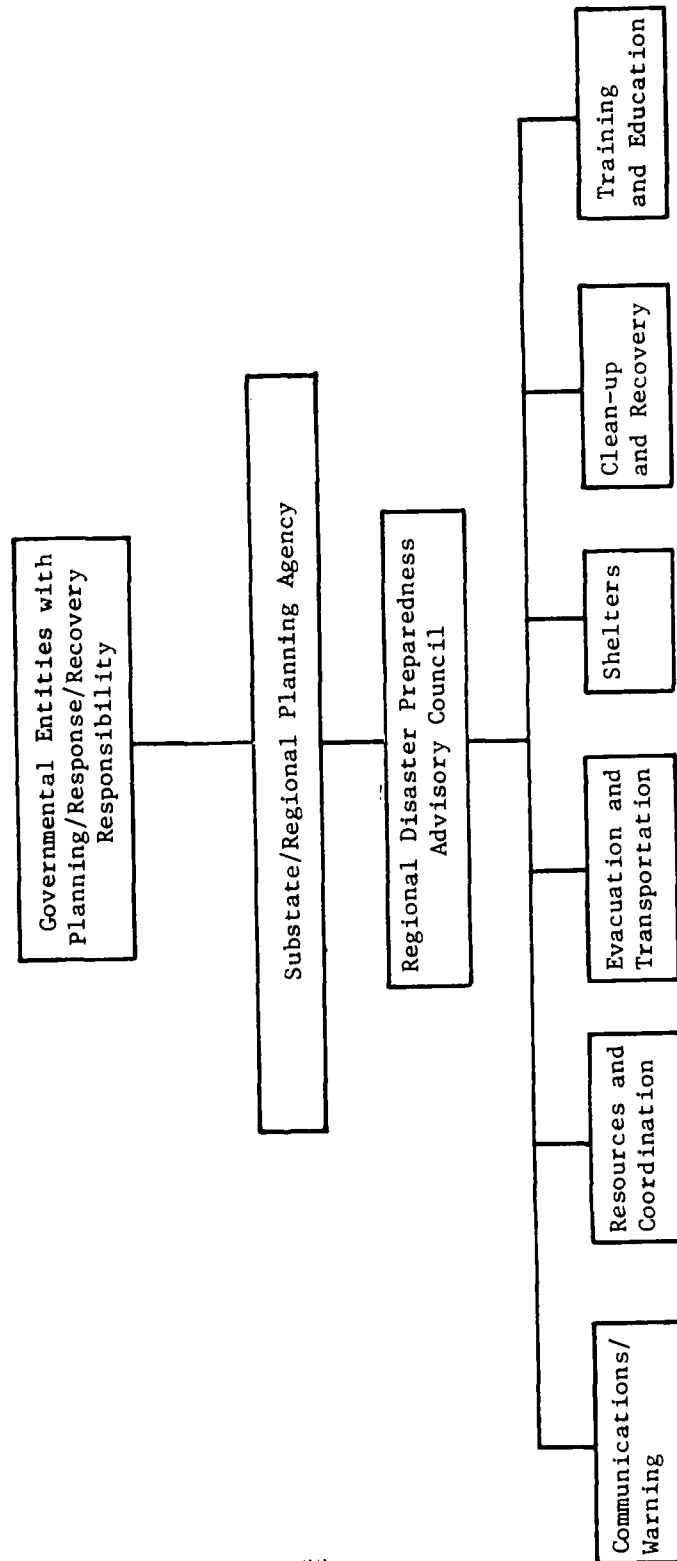 Governmental Entities with
Planning/Response/Recovery
Responsibility
Substate/Regional Planning Agency
Regional Disaster Preparedness
Advisory Council
Communications/
Warning
Resources and
Coordination
Evacuation and
Transportation
Shelters
Clean-up
and Recovery
Training
and Education